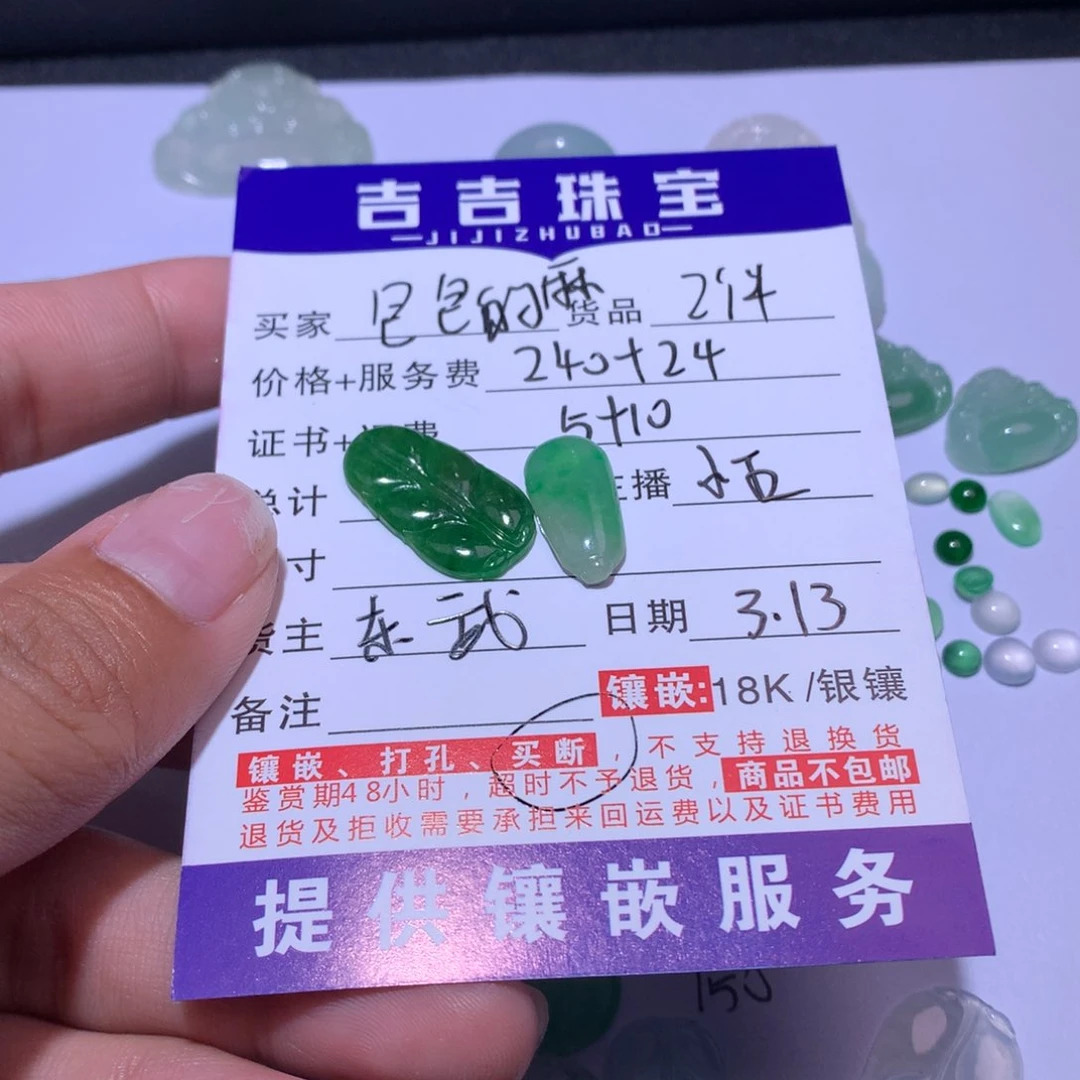 吉吉珠宝
JIJIZHUBAO
买家 包包的麻 货品 2件
价格+服务费 240+24
证书+运费 5+10
总计 主播
寸
货主 东武 日期 3.13
备注 镶嵌:18K/银镶
镶嵌、打孔、买断，不支持退换货
鉴赏期48小时，超时不予退货，商品不包邮
退货及拒收需要承担来回运费以及证书费用
提供镶嵌服务
150